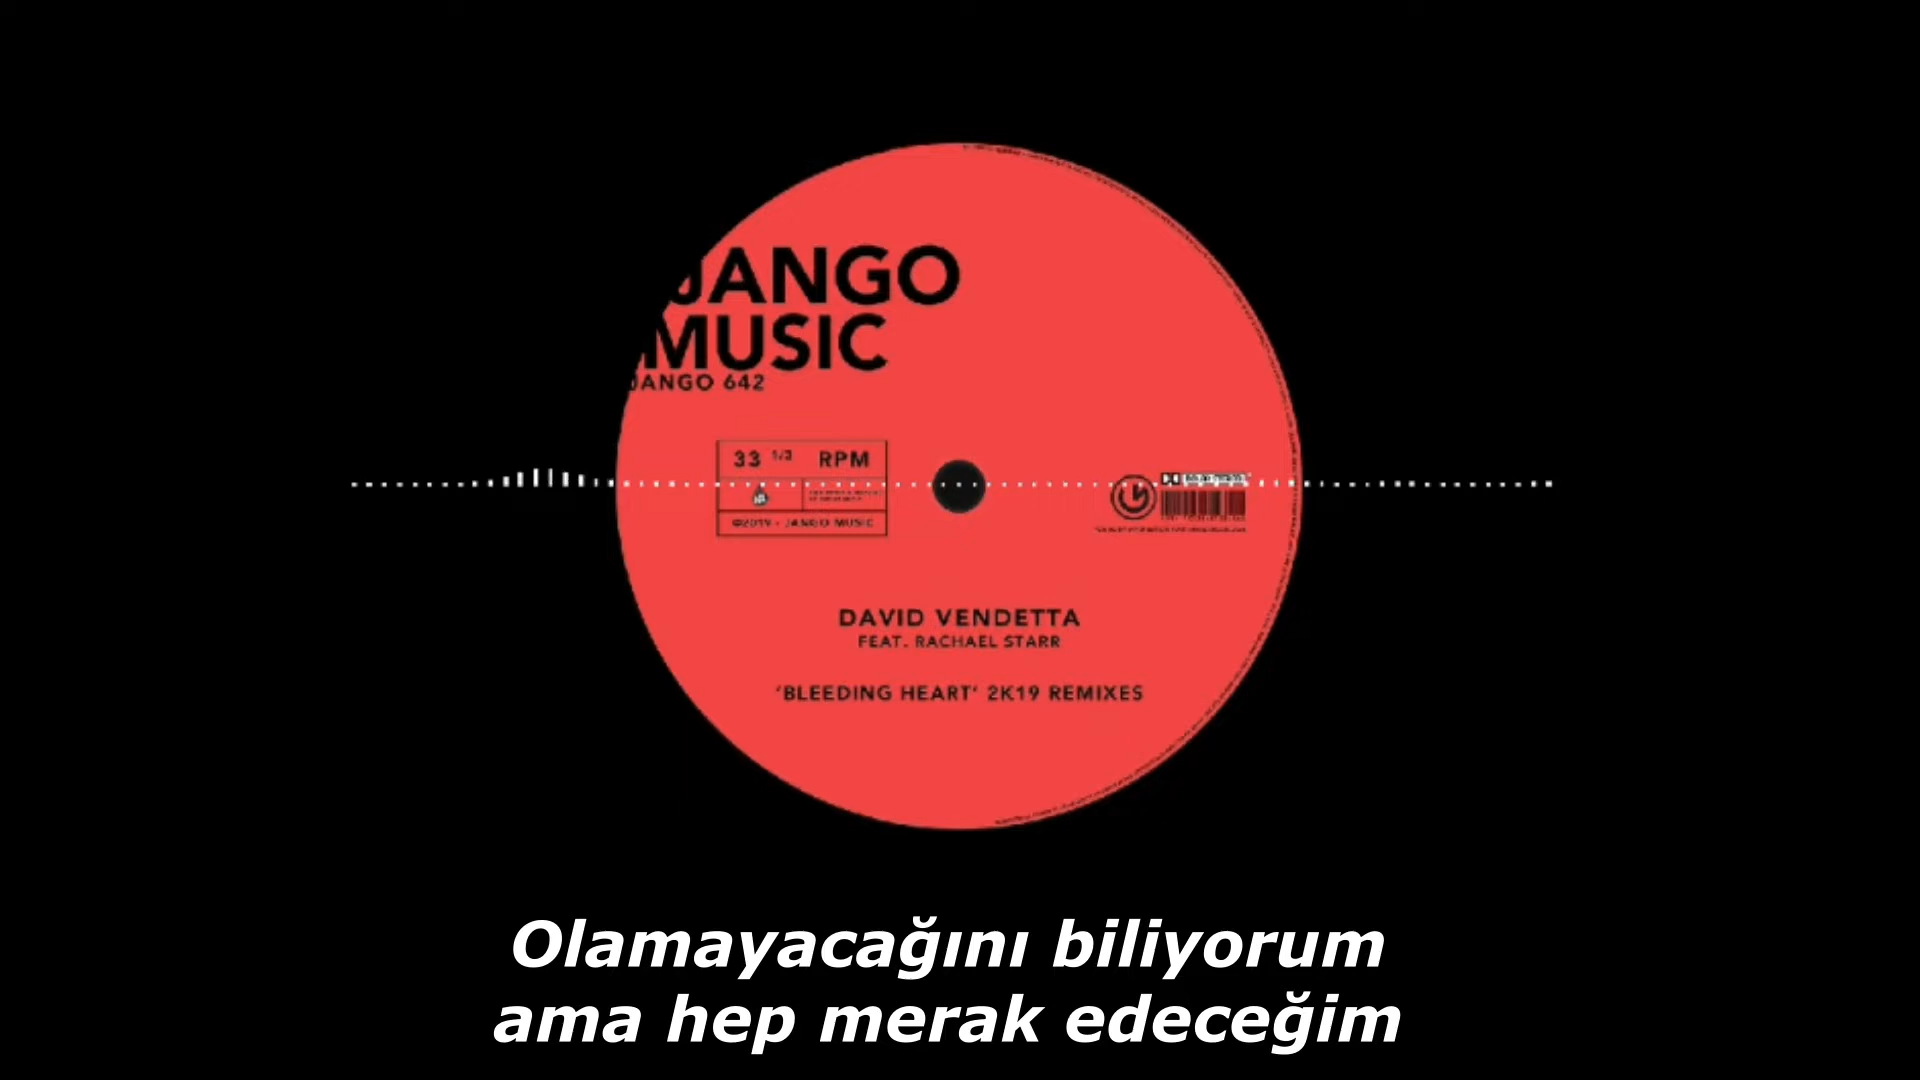 JANGO
MUSIC
JANGO 642
33 1/3 RPM
©2019 - JANGO MUSIC
DAVID VENDETTA
FEAT. RACHAEL STARR
‘BLEEDING HEART’ 2K19 REMIXES
Olamayacağını biliyorum
ama hep merak edeceğim